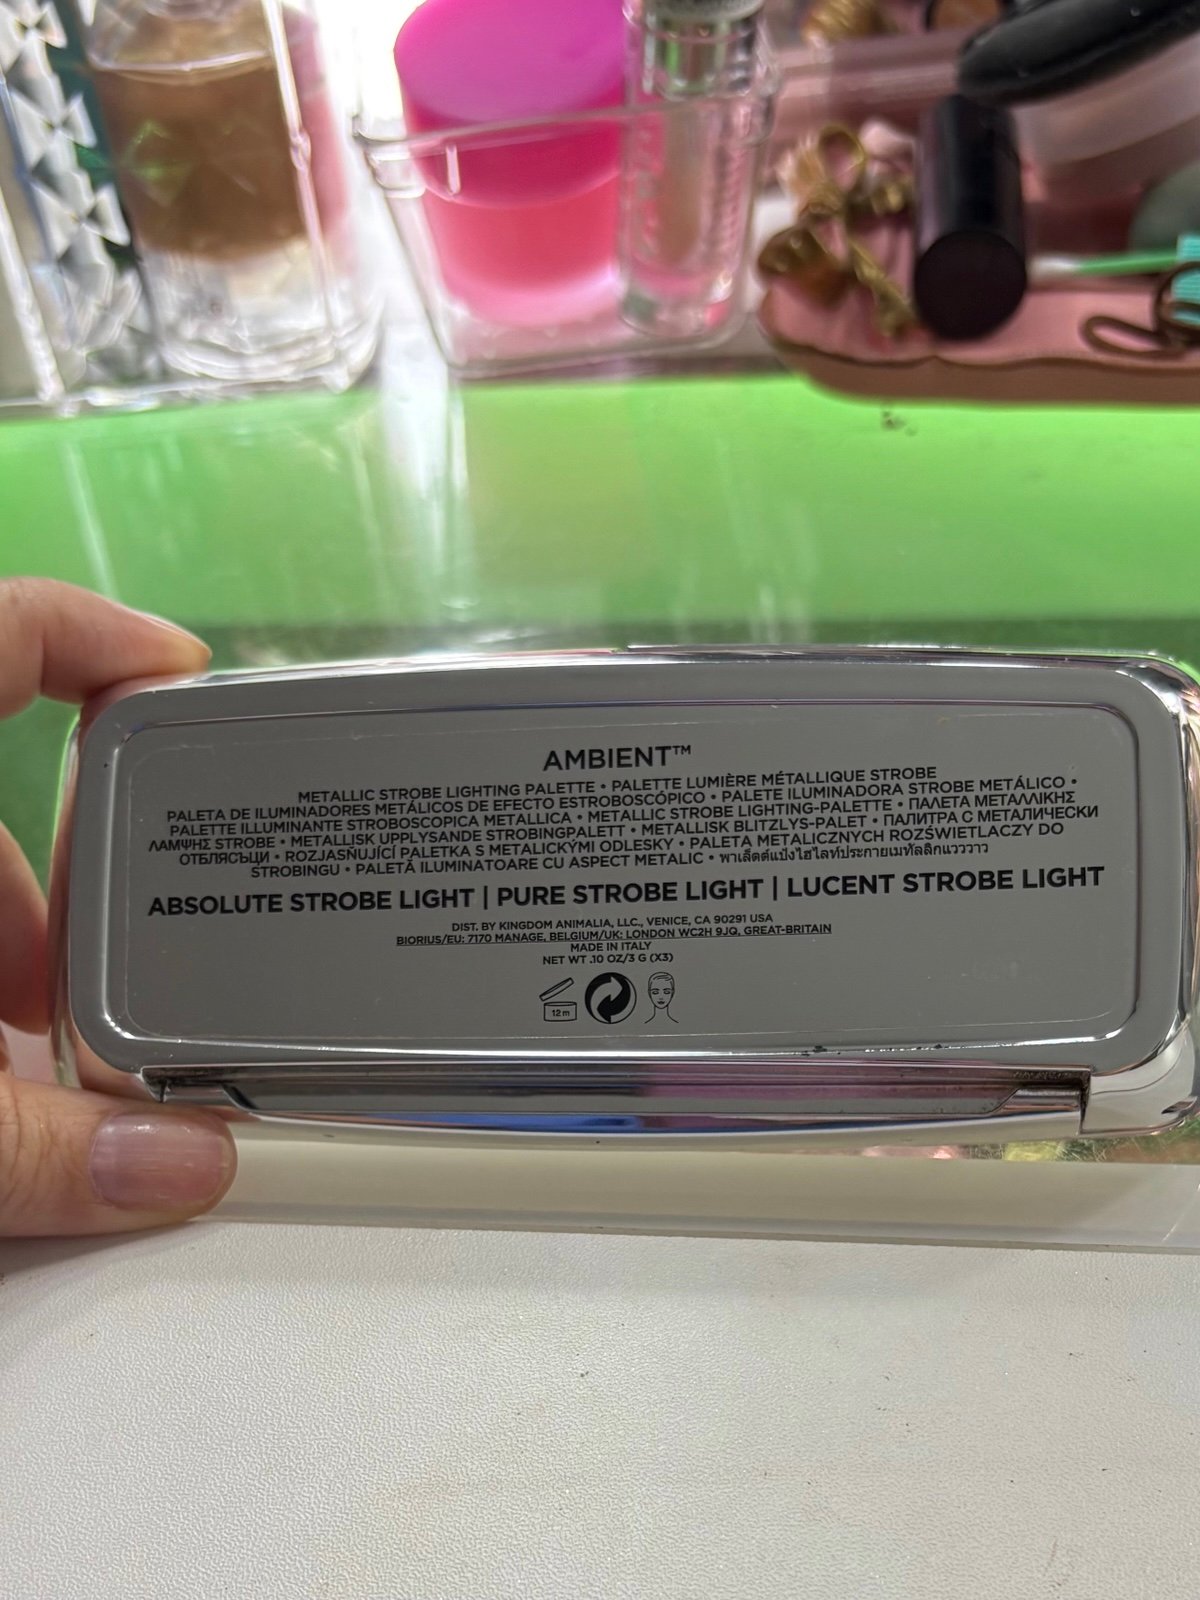 AMBIENT™
METALLIC STROBE LIGHTING PALETTE • PALETTE LUMIÈRE MÉTALLIQUE STROBE
PALETA DE ILUMINADORES METÁLICOS DE EFECTO ESTROBOSCÓPICO • PALETE ILUMINADORA STROBE METÁLICO •
PALETTE ILLUMINANTE STROBOSCOPICA METALLICA • METALLIC STROBE LIGHTING-PALETTE • ΠΑΛΕΤΑ ΜΕΤΑΛΛΙΚΗΣ
ΛΑΜΨΗΣ STROBE • METALLISK UPPLYSANDE STROBINGPALETT • METALLISK BLITZLYS-PALET • ПАЛИТРА С МЕТАЛИЧЕСКИ
ОТБЛЯСЪЦИ • ROZJASŇUJÍCÍ PALETKA S METALICKÝMI ODLESKY • PALETA METALICZNYCH ROZŚWIETLACZY DO
STROBINGU • PALETĂ ILUMINATOARE CU ASPECT METALIC • พาเล็ตต์แป้งไฮไลท์ประกายเมทัลลิกแวววาว
ABSOLUTE STROBE LIGHT | PURE STROBE LIGHT | LUCENT STROBE LIGHT
DIST. BY KINGDOM ANIMALIA, LLC., VENICE, CA 90291 USA
BIORIUS/EU: 7170 MANAGE, BELGIUM/UK: LONDON WC2H 9JQ, GREAT-BRITAIN
MADE IN ITALY
NET WT .10 OZ/3 G (X3)
12 m